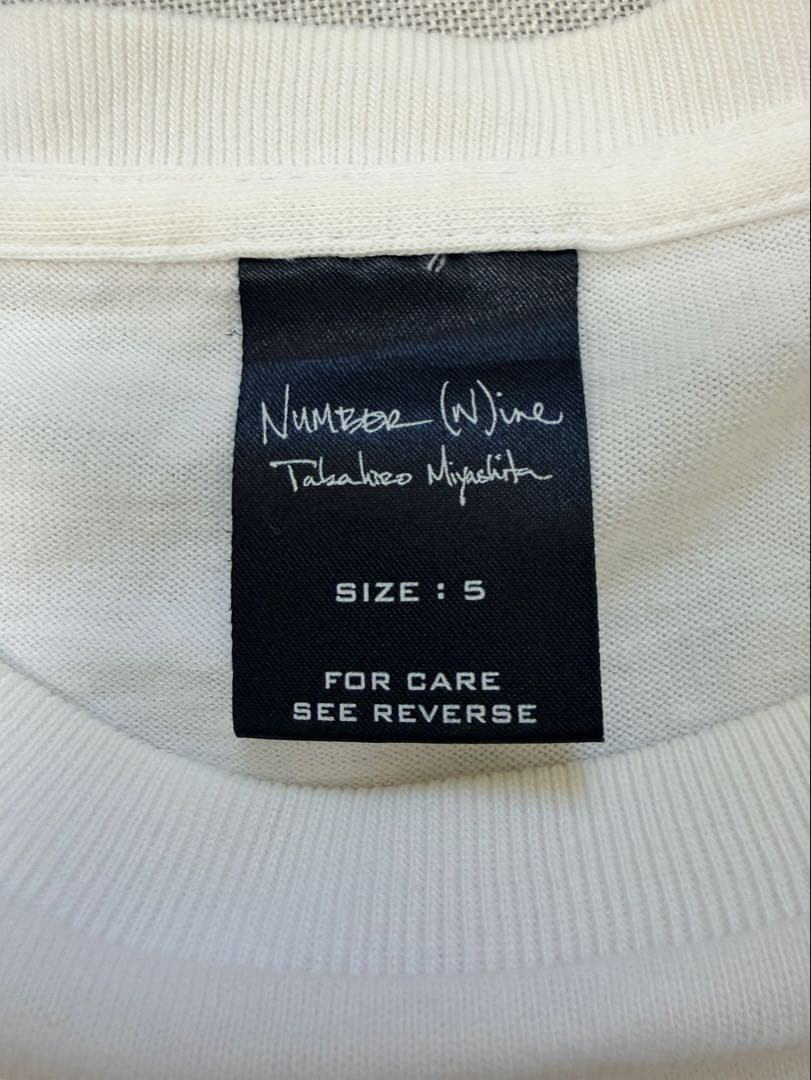 NUMBER (N)ine
Takahiro Miyashita
SIZE : 5
FOR CARE
SEE REVERSE